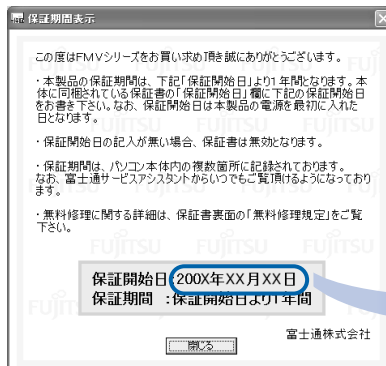 保証期間表示
この度はFMVシリーズをお買い求め頂き誠にありがとうございます。
・本製品の保証期間は、下記「保証開始日」より1年間となります。本
体に同梱されている保証書の「保証開始日」欄に下記の保証開始日
をお書き下さい。なお、保証開始日は本製品の電源を最初に入れた
日となります。
・保証開始日の記入が無い場合、保証書は無効となります。
・保証期間は、パソコン本体内の複数箇所に記録されております。
なお、富士通サービスアシスタントからいつでもご覧頂けるようになっており
ます。
・無料修理に関する詳細は、保証書裏面の「無料修理規定」をご覧
下さい。
保証開始日:200X年XX月XX日
保証期間 :保証開始日より1年間
富士通株式会社
閉じる